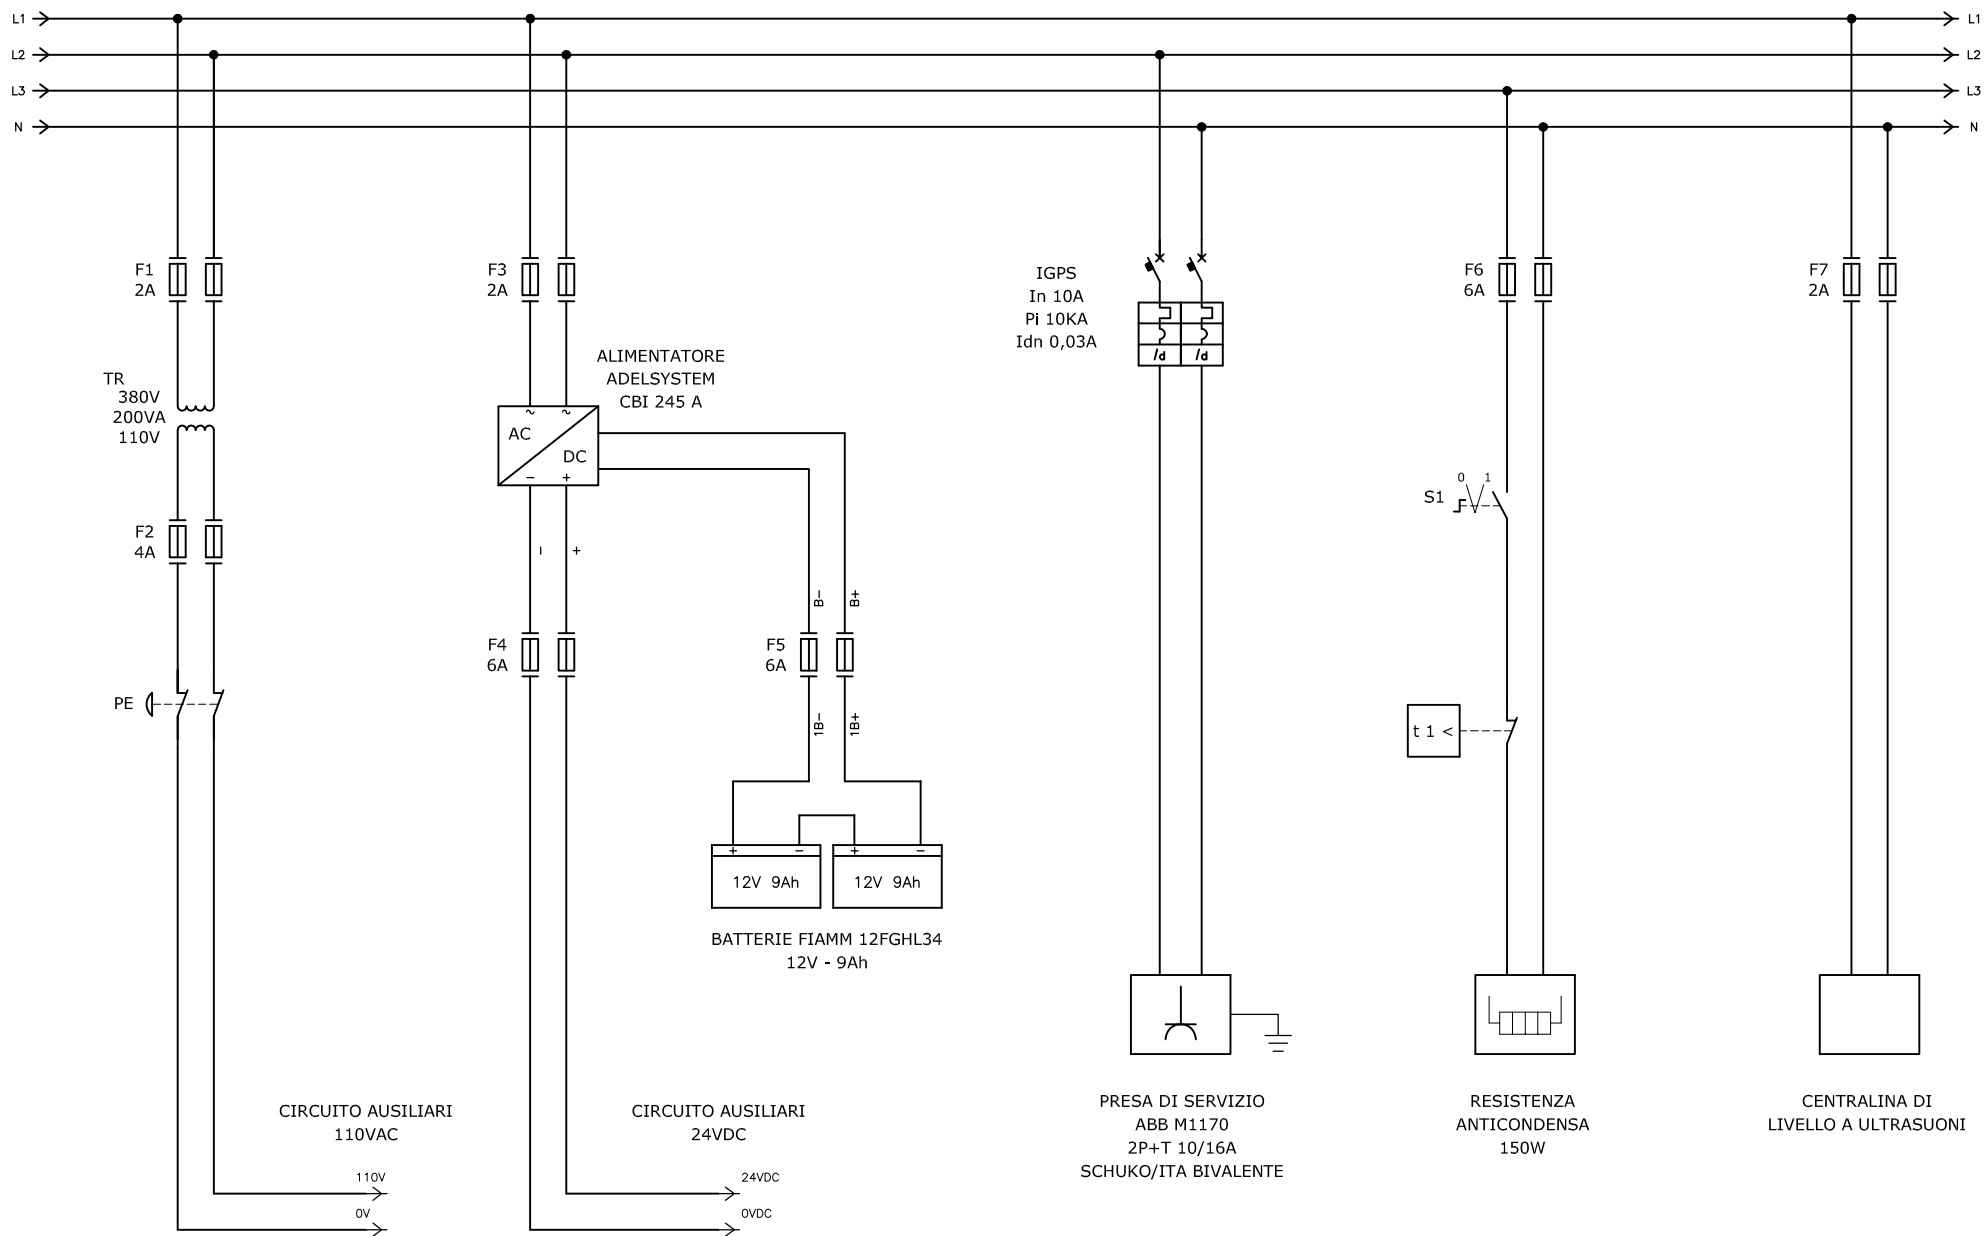 L1
L1
L2
L2
L3
L3
N
N
F1
2A
F3
2A
IGPS
In 10A
Pi 10KA
Idn 0,03A
F6
6A
F7
2A
/d /d
ALIMENTATORE
ADELSYSTEM
CBI 245 A
TR
380V
200VA
110V
~ ~
AC
DC
− +
0 1
S1
F2
4A
− +
B−
B+
F4
6A
F5
6A
PE
1B−
1B+
t 1 <
+ − + −
12V 9Ah
12V 9Ah
BATTERIE FIAMM 12FGHL34
12V - 9Ah
CIRCUITO AUSILIARI
110VAC
CIRCUITO AUSILIARI
24VDC
PRESA DI SERVIZIO
ABB M1170
2P+T 10/16A
SCHUKO/ITA BIVALENTE
RESISTENZA
ANTICONDENSA
150W
CENTRALINA DI
LIVELLO A ULTRASUONI
110V
0V
24VDC
0VDC